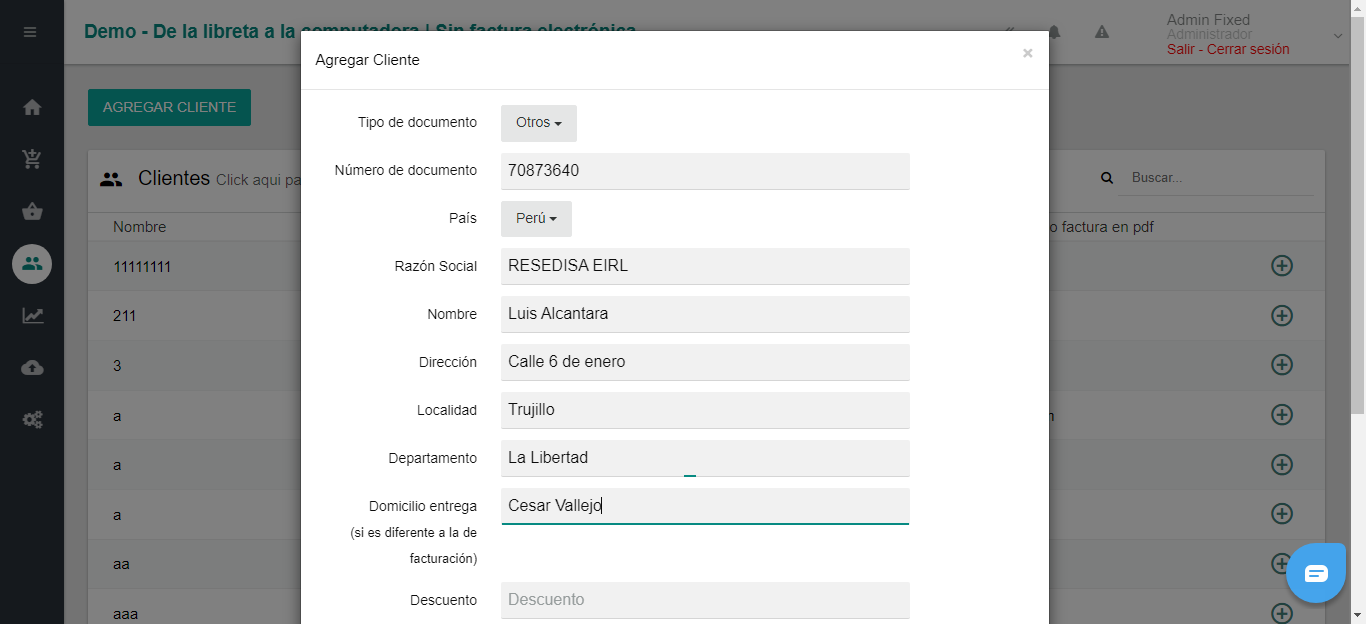 Demo - De la libreta a la computadora | Sin factura electrónica
Admin Fixed
Administrador
Salir - Cerrar sesión
Agregar Cliente
×
AGREGAR CLIENTE
Clientes Click aqui pa
Buscar...
Nombre
o factura en pdf
11111111
211
3
a
n
a
a
aa
aaa
Tipo de documento Otros
Número de documento 70873640
País Perú
Razón Social RESEDISA EIRL
Nombre Luis Alcantara
Dirección Calle 6 de enero
Localidad Trujillo
Departamento La Libertad
Domicilio entrega Cesar Vallejo
(si es diferente a la de
facturación)
Descuento Descuento